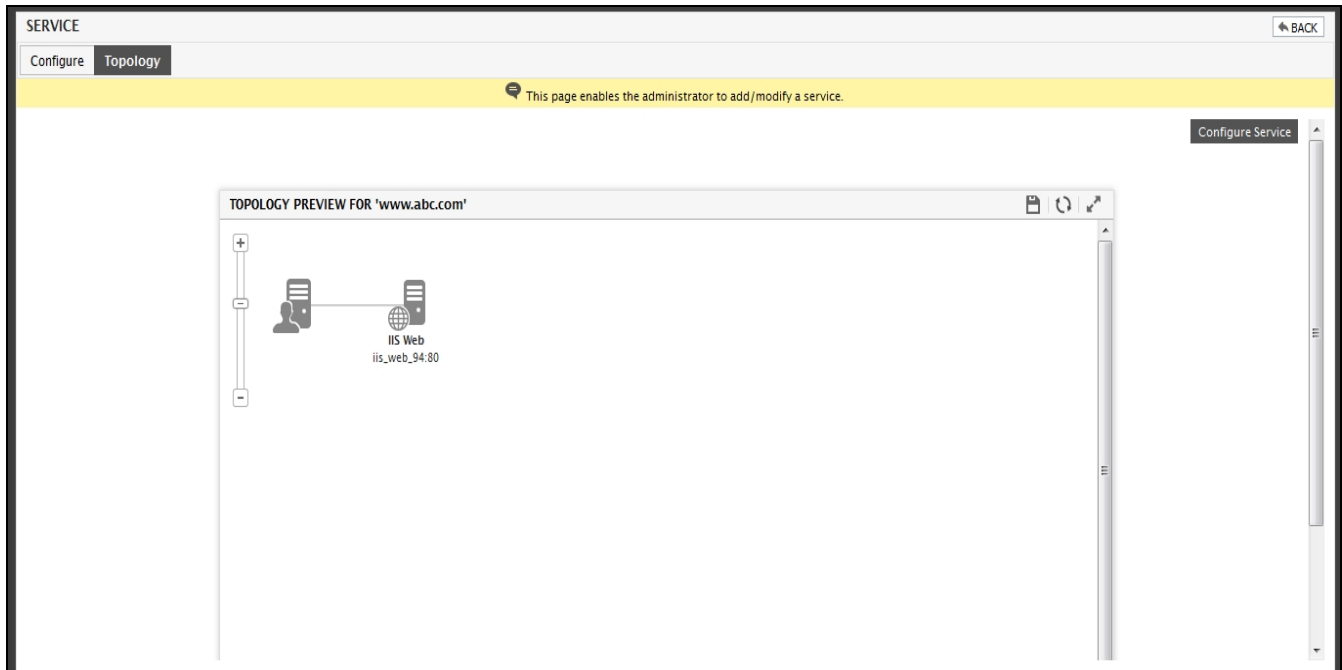 SERVICE
BACK
Configure Topology
This page enables the administrator to add/modify a service.
Configure Service
TOPOLOGY PREVIEW FOR 'www.abc.com'
IIS Web
iis_web_94:80